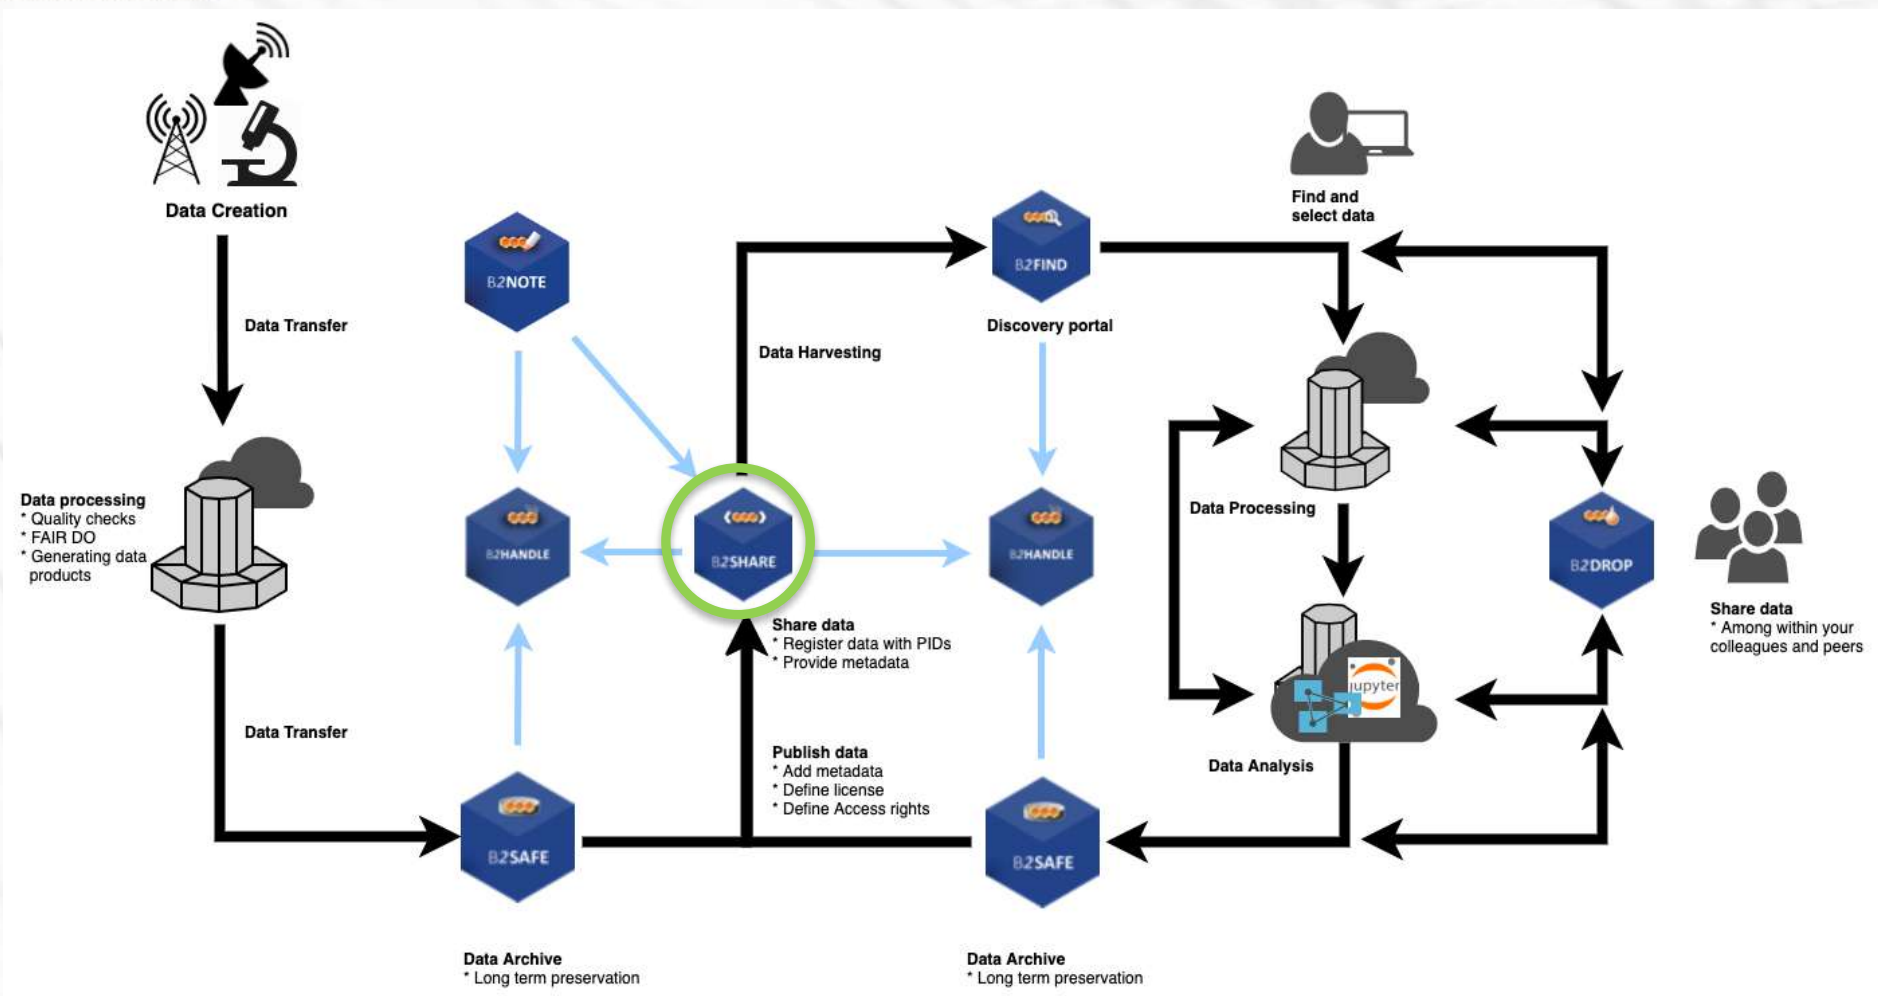 Data Creation
Data Transfer
Data processing
* Quality checks
* FAIR DO
* Generating data
products
Data Transfer
B2NOTE
B2HANDLE
B2SAFE
Data Archive
* Long term preservation
Data Harvesting
B2SHARE
Share data
* Register data with PIDs
* Provide metadata
Publish data
* Add metadata
* Define license
* Define Access rights
B2FIND
Discovery portal
B2HANDLE
B2SAFE
Data Archive
* Long term preservation
Find and
select data
Data Processing
jupyter
Data Analysis
B2DROP
Share data
* Among within your
colleagues and peers